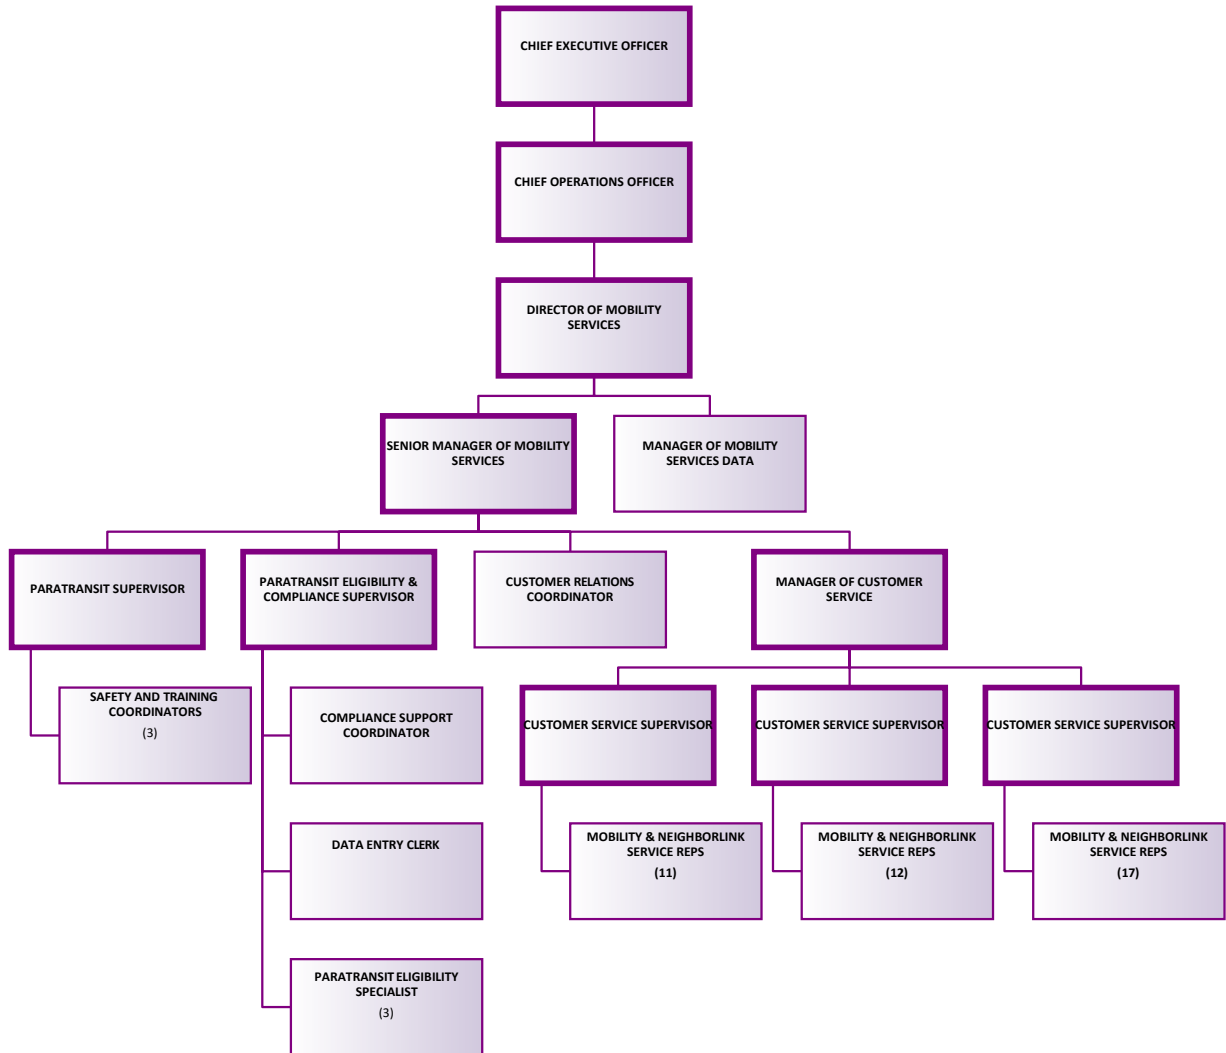 CHIEF EXECUTIVE OFFICER
CHIEF OPERATIONS OFFICER
DIRECTOR OF MOBILITY
SERVICES
SENIOR MANAGER OF MOBILITY
SERVICES
MANAGER OF MOBILITY
SERVICES DATA
PARATRANSIT SUPERVISOR
PARATRANSIT ELIGIBILITY &
COMPLIANCE SUPERVISOR
CUSTOMER RELATIONS
COORDINATOR
MANAGER OF CUSTOMER
SERVICE
SAFETY AND TRAINING
COORDINATORS
(3)
COMPLIANCE SUPPORT
COORDINATOR
CUSTOMER SERVICE SUPERVISOR
CUSTOMER SERVICE SUPERVISOR
CUSTOMER SERVICE SUPERVISOR
DATA ENTRY CLERK
MOBILITY & NEIGHBORLINK
SERVICE REPS
(11)
MOBILITY & NEIGHBORLINK
SERVICE REPS
(12)
MOBILITY & NEIGHBORLINK
SERVICE REPS
(17)
PARATRANSIT ELIGIBILITY
SPECIALIST
(3)